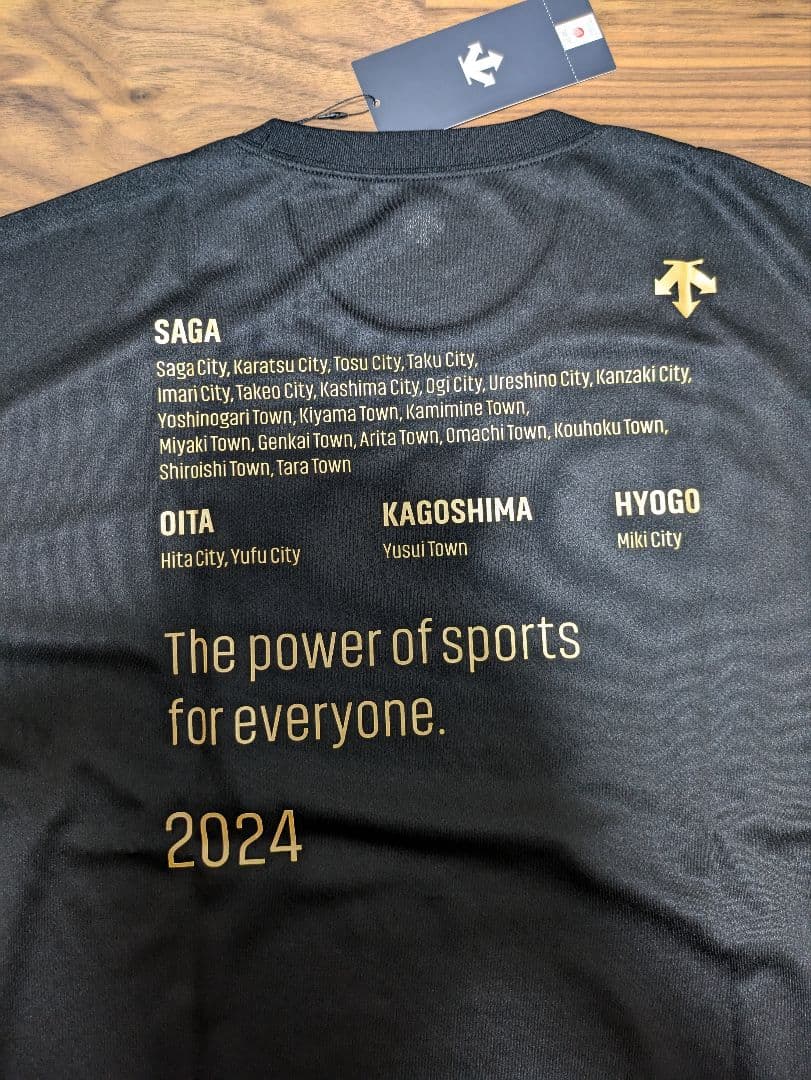 SAGA
Saga City, Karatsu City, Tosu City, Taku City,
Imari City, Takeo City, Kashima City, Ogi City, Ureshino City, Kanzaki City,
Yoshinogari Town, Kiyama Town, Kamimine Town,
Miyaki Town, Genkai Town, Arita Town, Omachi Town, Kouhoku Town,
Shiroishi Town, Tara Town
OITA
Hita City, Yufu City
KAGOSHIMA
Yusui Town
HYOGO
Miki City
The power of sports
for everyone.
2024